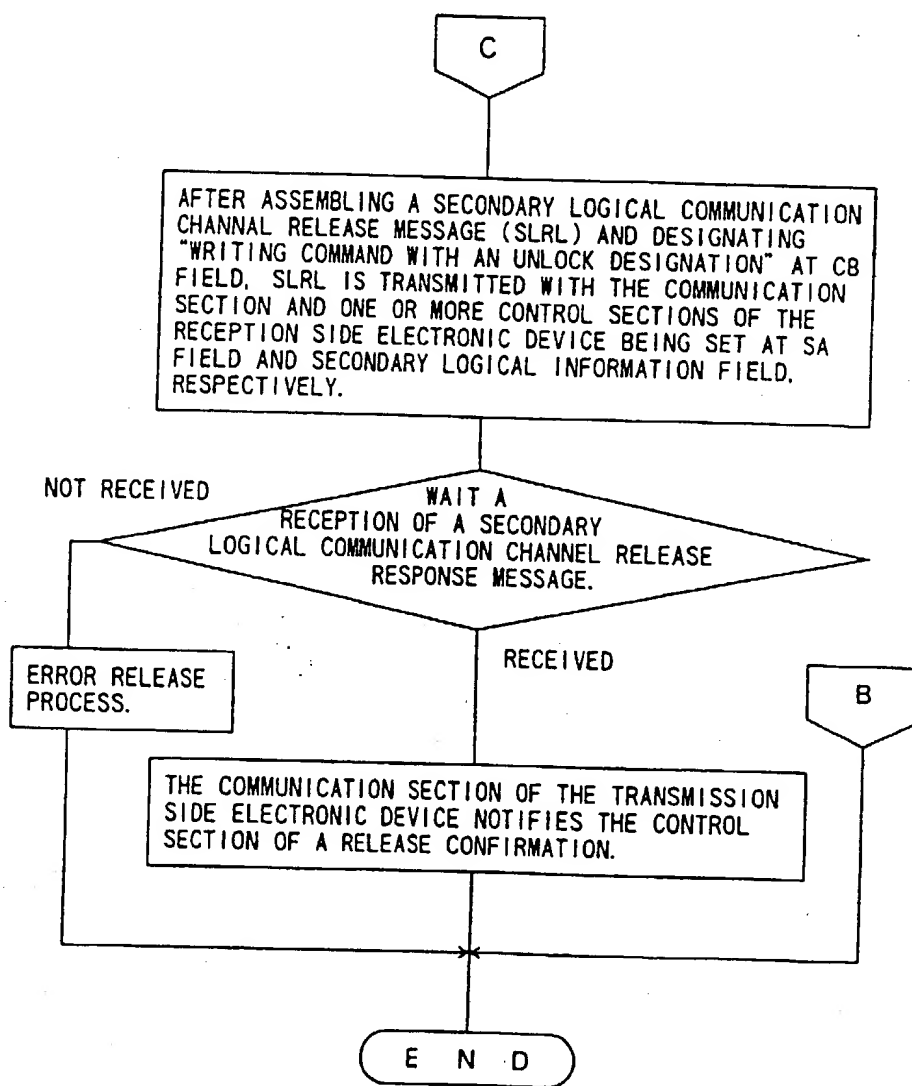 C
AFTER ASSEMBLING A SECONDARY LOGICAL COMMUNICATION
CHANNEL RELEASE MESSAGE (SLRL) AND DESIGNATING
"WRITING COMMAND WITH AN UNLOCK DESIGNATION" AT CB
FIELD, SLRL IS TRANSMITTED WITH THE COMMUNICATION
SECTION AND ONE OR MORE CONTROL SECTIONS OF THE
RECEPTION SIDE ELECTRONIC DEVICE BEING SET AT SA
FIELD AND SECONDARY LOGICAL INFORMATION FIELD,
RESPECTIVELY.
NOT RECEIVED
WAIT A
RECEPTION OF A SECONDARY
LOGICAL COMMUNICATION CHANNEL RELEASE
RESPONSE MESSAGE.
RECEIVED
ERROR RELEASE
PROCESS.
B
THE COMMUNICATION SECTION OF THE TRANSMISSION
SIDE ELECTRONIC DEVICE NOTIFIES THE CONTROL
SECTION OF A RELEASE CONFIRMATION.
E N D